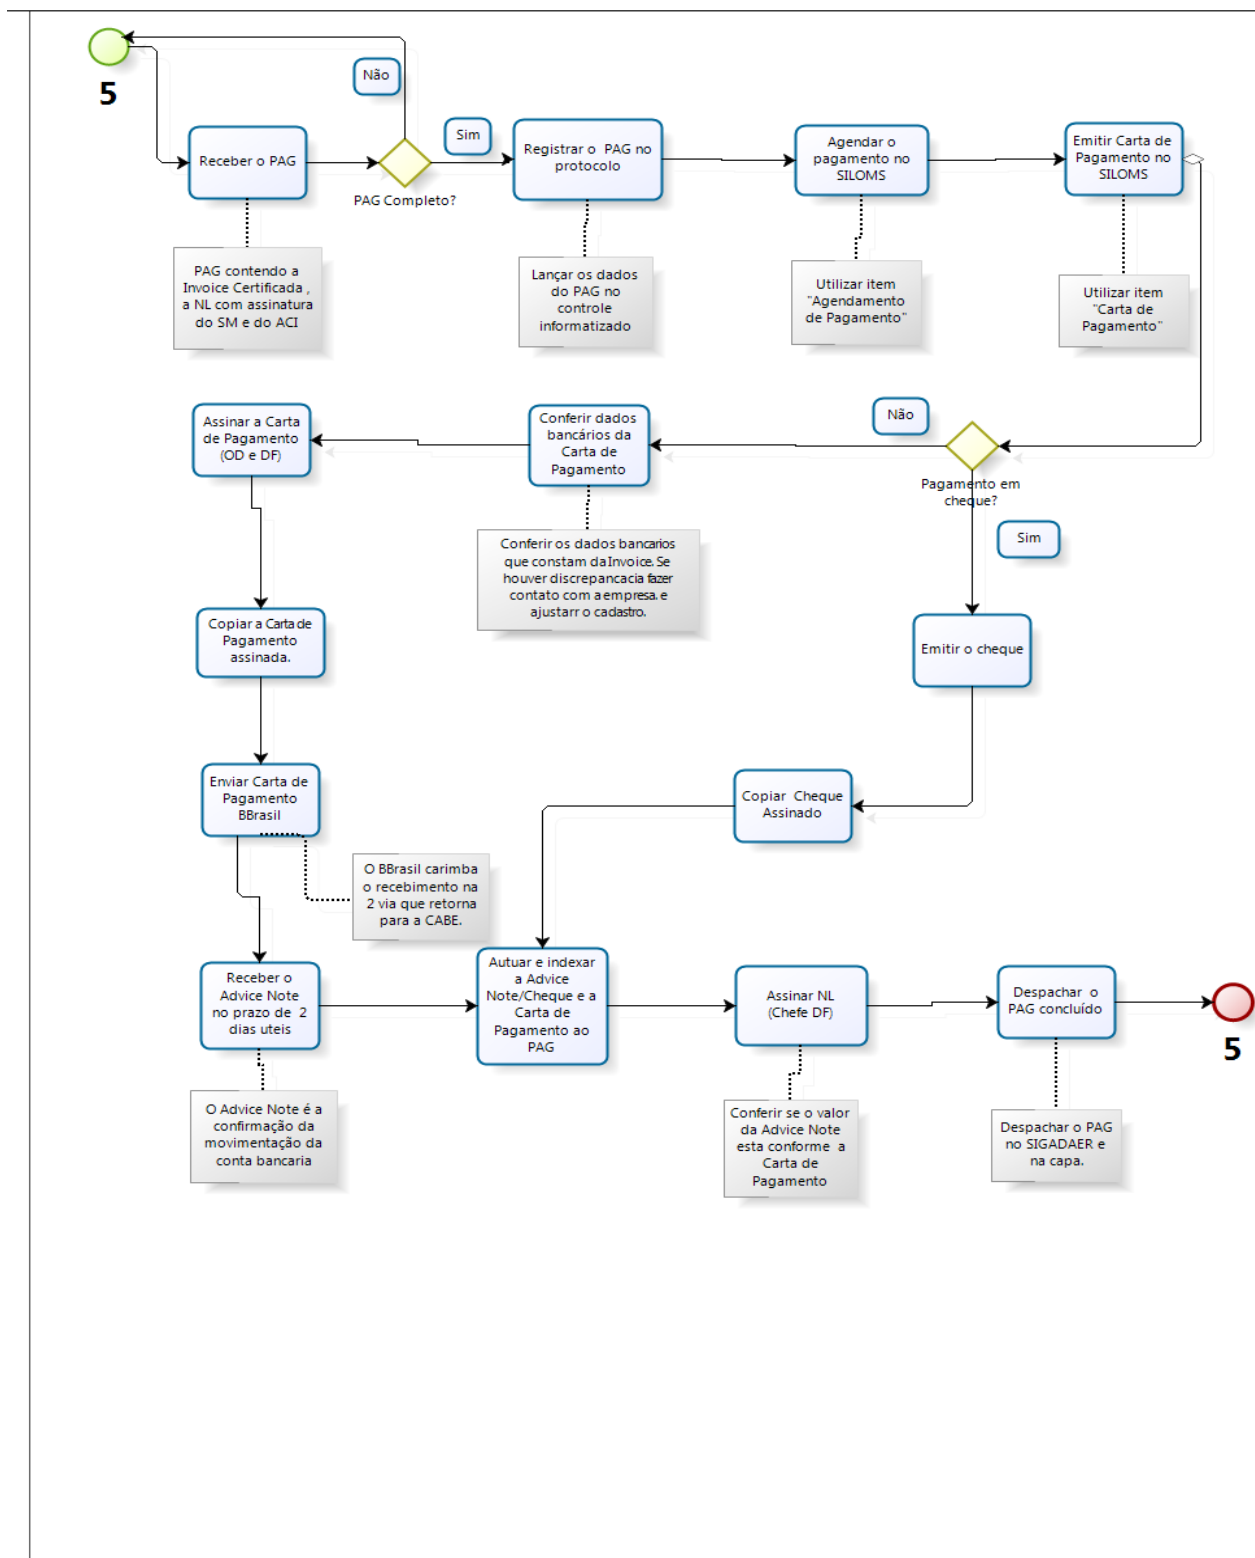 5
Não
Sim
Receber o PAG
PAG Completo?
Registrar o PAG no
protocolo
Agendar o
pagamento no
SILOMS
Emitir Carta de
Pagamento no
SILOMS
PAG contendo a
Invoice Certificada ,
a NL com assinatura
do SM e do ACI
Lançar os dados
do PAG no
controle
informatizado
Utilizar item
"Agendamento
de Pagamento"
Utilizar item
"Carta de
Pagamento"
Assinar a Carta
de Pagamento
(OD e DF)
Conferir dados
bancários da
Carta de
Pagamento
Não
Pagamento em
cheque?
Sim
Conferir os dados bancarios
que constam da Invoice. Se
houver discrepancacia fazer
contato com a empresa. e
ajustarr o cadastro.
Copiar a Carta de
Pagamento
assinada.
Emitir o cheque
Enviar Carta de
Pagamento
BBrasil
Copiar Cheque
Assinado
O BBrasil carimba
o recebimento na
2 via que retorna
para a CABE.
Receber o
Advice Note
no prazo de 2
dias uteis
Autuar e indexar
a Advice
Note/Cheque e a
Carta de
Pagamento ao
PAG
Assinar NL
(Chefe DF)
Despachar o
PAG concluído
5
O Advice Note é a
confirmação da
movimentação da
conta bancaria
Conferir se o valor
da Advice Note
esta conforme a
Carta de
Pagamento
Despachar o PAG
no SIGADAER e
na capa.